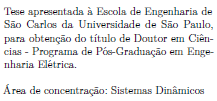 Tese apresentada à Escola de Engenharia de
São Carlos da Universidade de São Paulo,
para obtenção do título de Doutor em Ciên-
cias - Programa de Pós-Graduação em Enge-
nharia Elétrica.
Área de concentração: Sistemas Dinâmicos